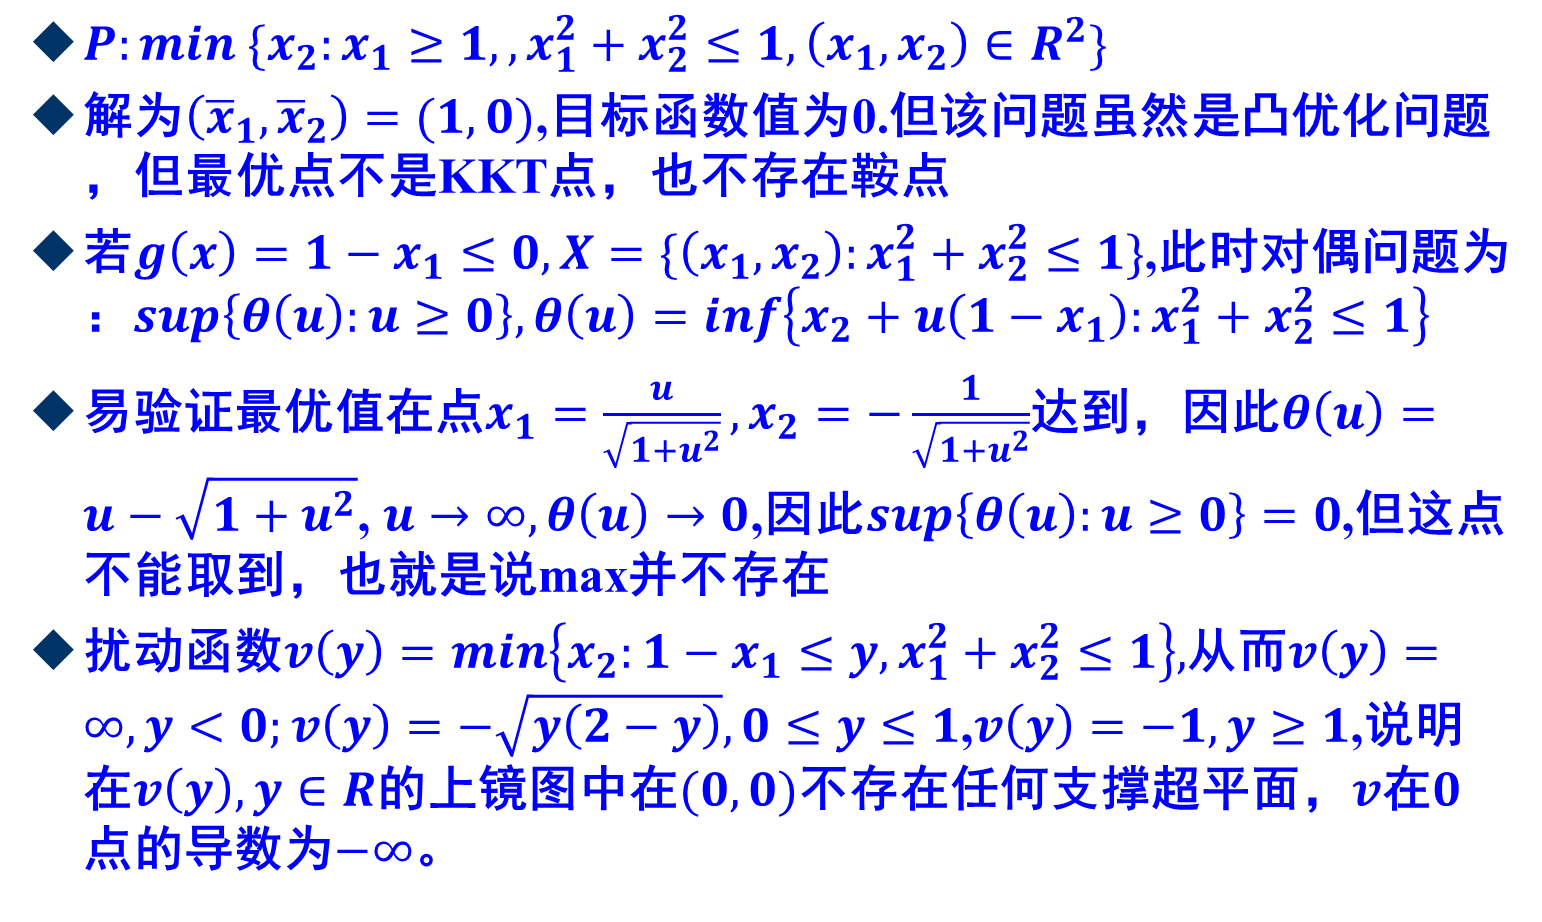 ◆ P: min {x₂: x₁ ≥ 1, , x₁² + x₂² ≤ 1, (x₁, x₂) ∈ R²}
◆ 解为(x̅₁, x̅₂) = (1, 0),目标函数值为0.但该问题虽然是凸优化问题
，但最优点不是KKT点，也不存在鞍点
◆ 若g(x) = 1 − x₁ ≤ 0, X = {(x₁, x₂): x₁² + x₂² ≤ 1},此时对偶问题为
：sup{θ(u): u ≥ 0}, θ(u) = inf{x₂ + u(1 − x₁): x₁² + x₂² ≤ 1}
◆ 易验证最优值在点x₁ = u/√(1+u²), x₂ = −1/√(1+u²)达到，因此θ(u) =
u − √(1 + u²), u → ∞, θ(u) → 0,因此sup{θ(u): u ≥ 0} = 0,但这点
不能取到，也就是说max并不存在
◆ 扰动函数v(y) = min{x₂: 1 − x₁ ≤ y, x₁² + x₂² ≤ 1},从而v(y) =
∞, y < 0; v(y) = −√(y(2 − y)), 0 ≤ y ≤ 1,v(y) = −1, y ≥ 1,说明
在v(y), y ∈ R的上镜图中在(0, 0)不存在任何支撑超平面，v在0
点的导数为−∞。